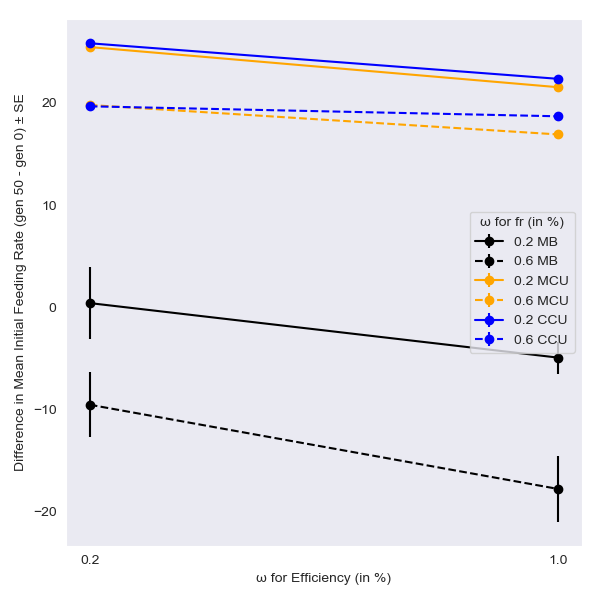 Difference in Mean Initial Feeding Rate (gen 50 - gen 0) ± SE
20
10
0
−10
−20
ω for fr (in %)
0.2 MB
0.6 MB
0.2 MCU
0.6 MCU
0.2 CCU
0.6 CCU
0.2
1.0
ω for Efficiency (in %)